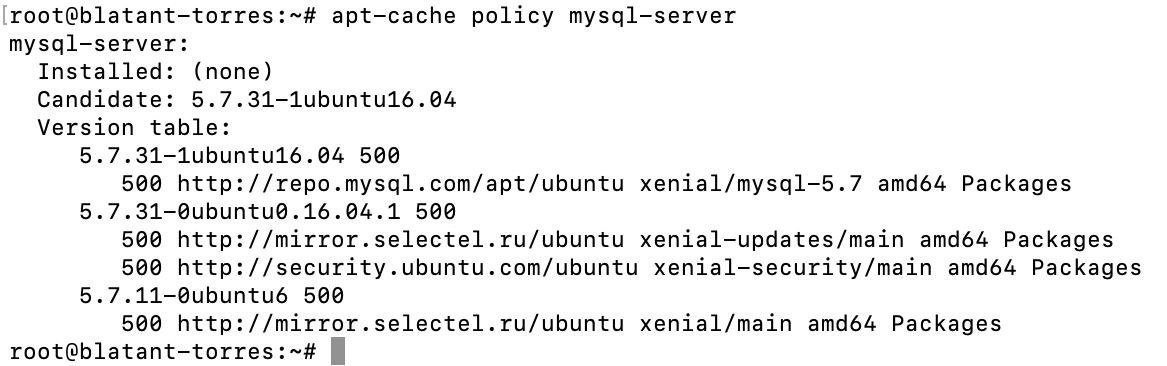 [root@blatant-torres:~# apt-cache policy mysql-server
mysql-server:
  Installed: (none)
  Candidate: 5.7.31-1ubuntu16.04
  Version table:
     5.7.31-1ubuntu16.04 500
        500 http://repo.mysql.com/apt/ubuntu xenial/mysql-5.7 amd64 Packages
     5.7.31-0ubuntu0.16.04.1 500
        500 http://mirror.selectel.ru/ubuntu xenial-updates/main amd64 Packages
        500 http://security.ubuntu.com/ubuntu xenial-security/main amd64 Packages
     5.7.11-0ubuntu6 500
        500 http://mirror.selectel.ru/ubuntu xenial/main amd64 Packages
root@blatant-torres:~#